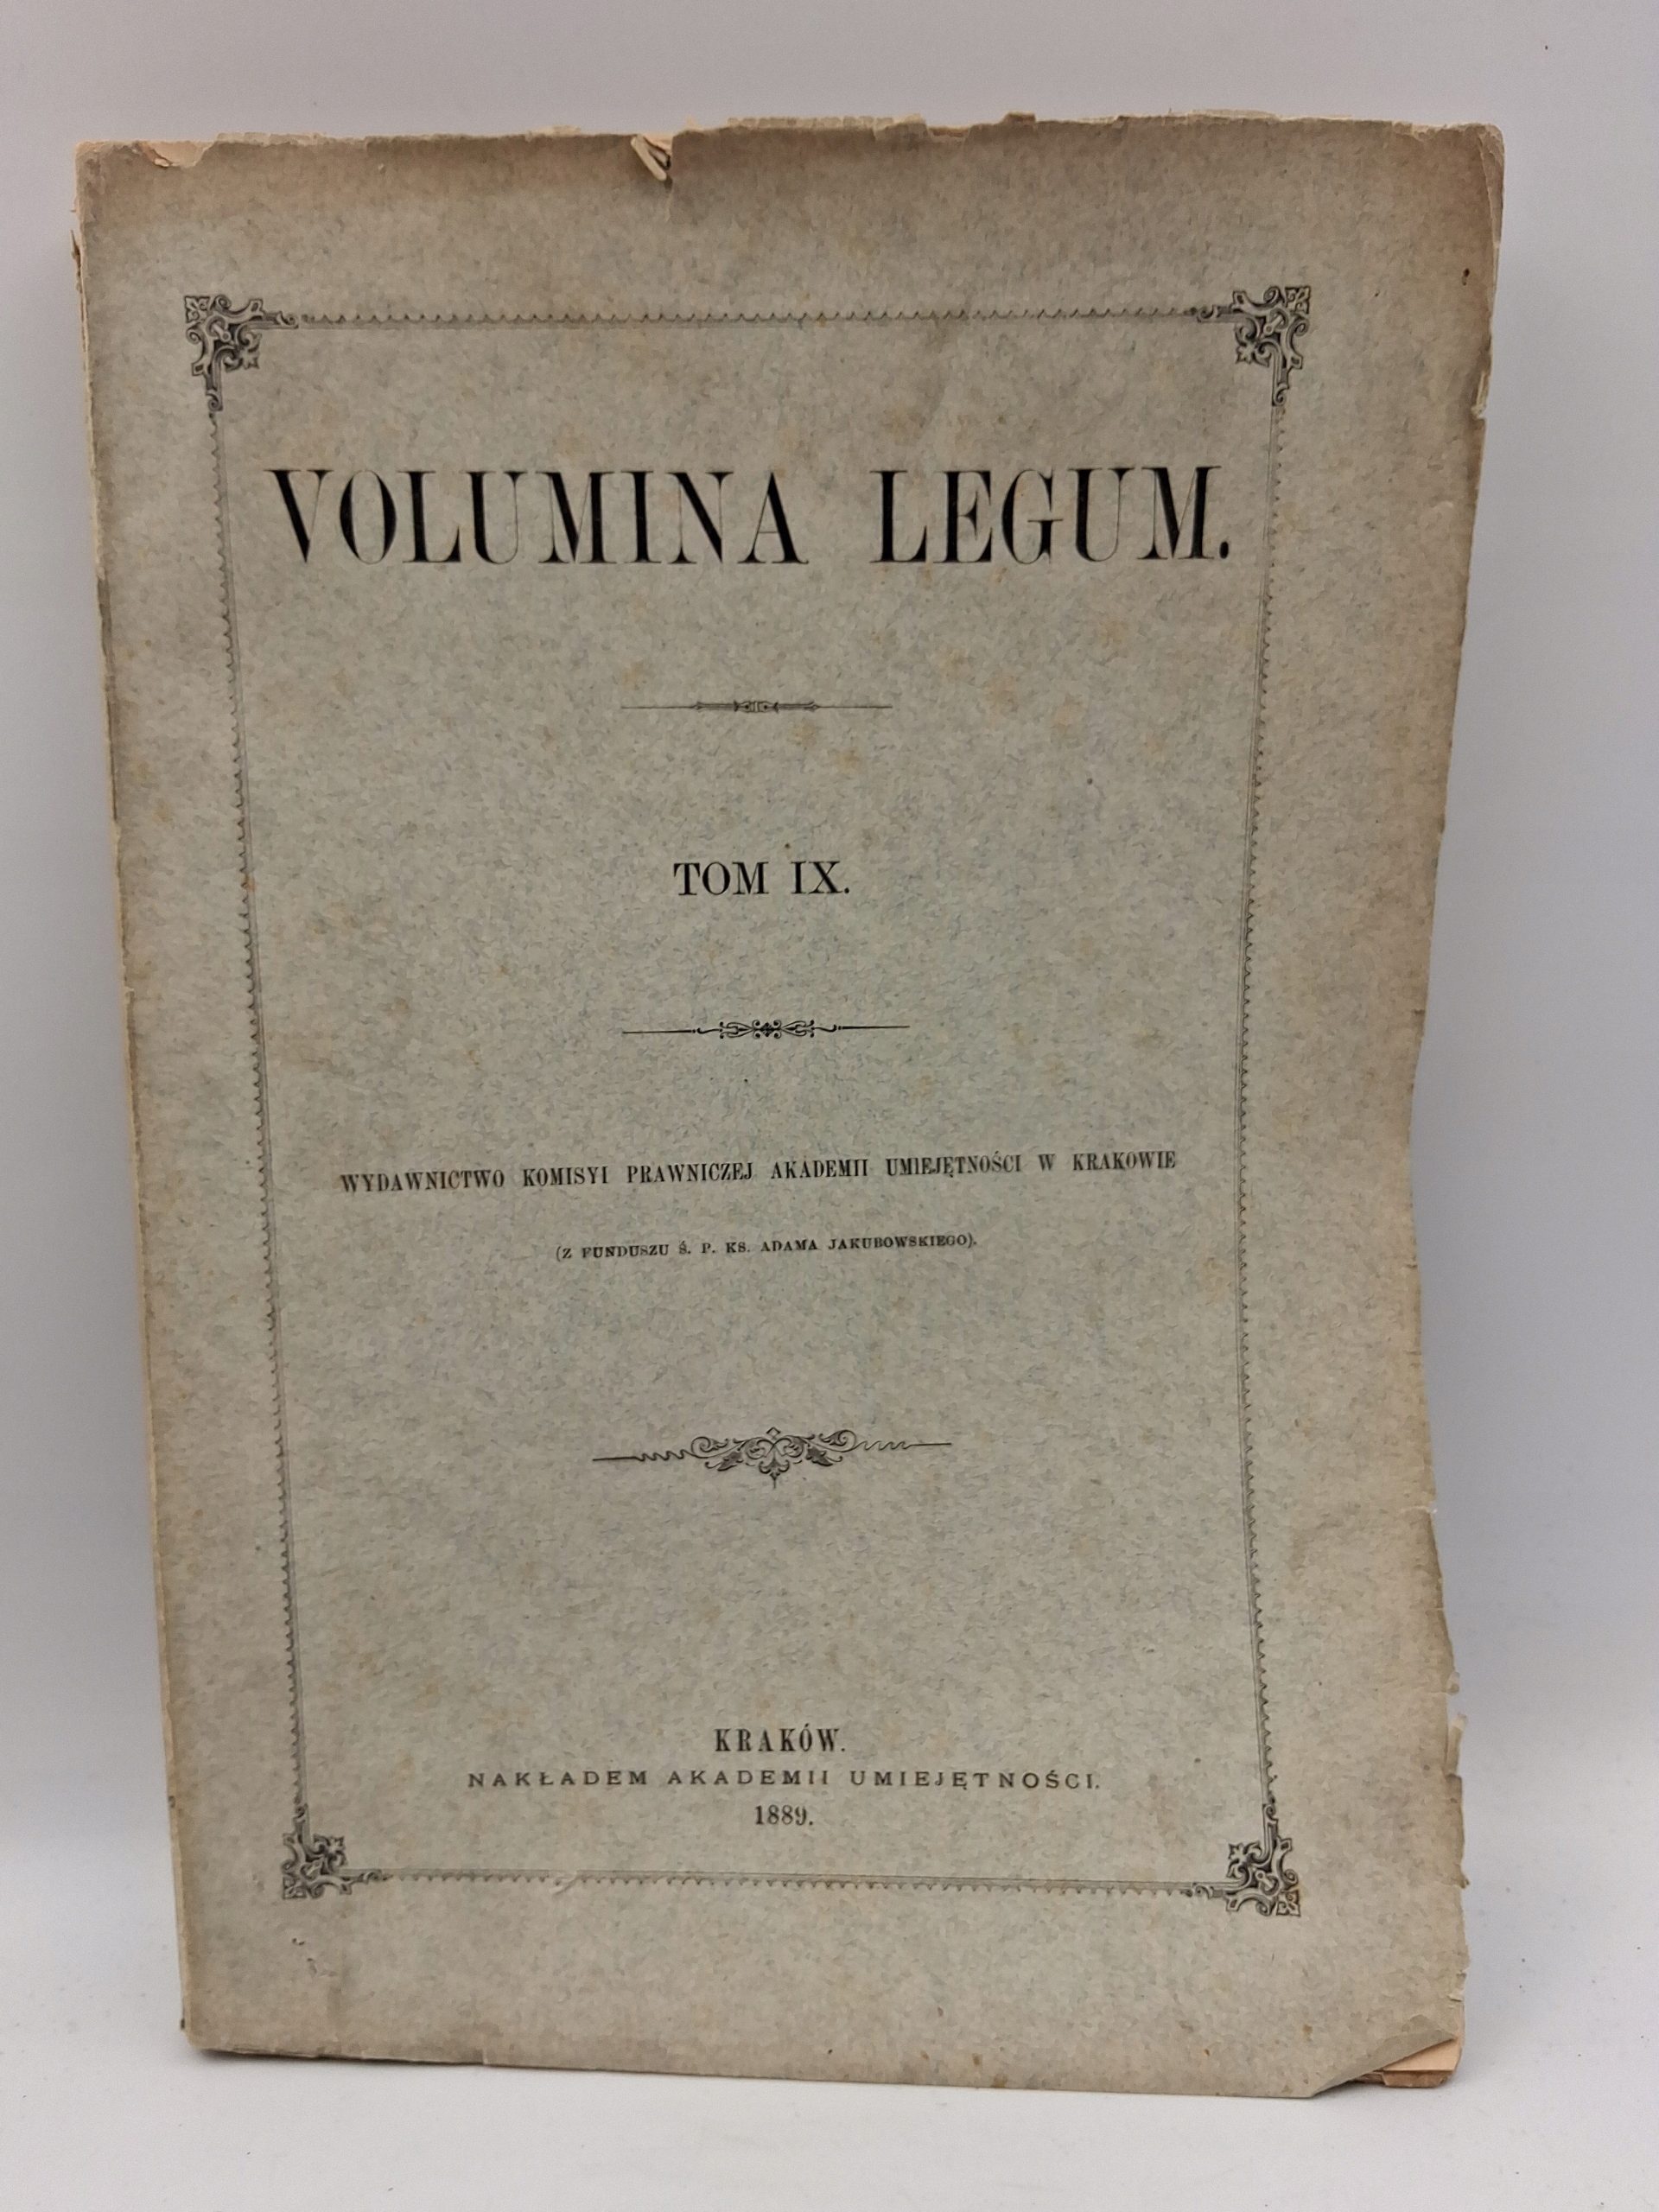 VOLUMINA LEGUM.
TOM IX.
WYDAWNICTWO KOMISYI PRAWNICZEJ AKADEMII UMIEJĘTNOŚCI W KRAKOWIE
(Z FUNDUSZU Ś. P. KS. ADAMA JAKUBOWSKIEGO).
KRAKÓW.
NAKŁADEM AKADEMII UMIEJĘTNOŚCI.
1889.